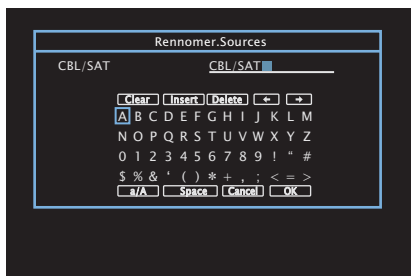 Rennomer.Sources
CBL/SAT CBL/SAT
Clear Insert Delete ← →
A B C D E F G H I J K L M
N O P Q R S T U V W X Y Z
0 1 2 3 4 5 6 7 8 9 ! “ #
$ % & ‘ ( ) * + , ; < = >
a/A Space Cancel OK